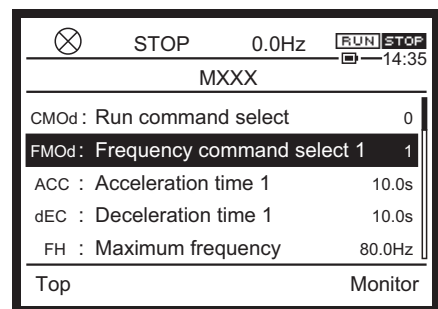 STOP 0.0Hz RUN STOP
14:35
MXXX
CMOd : Run command select 0
FMOd : Frequency command select 1 1
ACC : Acceleration time 1 10.0s
dEC : Deceleration time 1 10.0s
FH : Maximum frequency 80.0Hz
Top Monitor